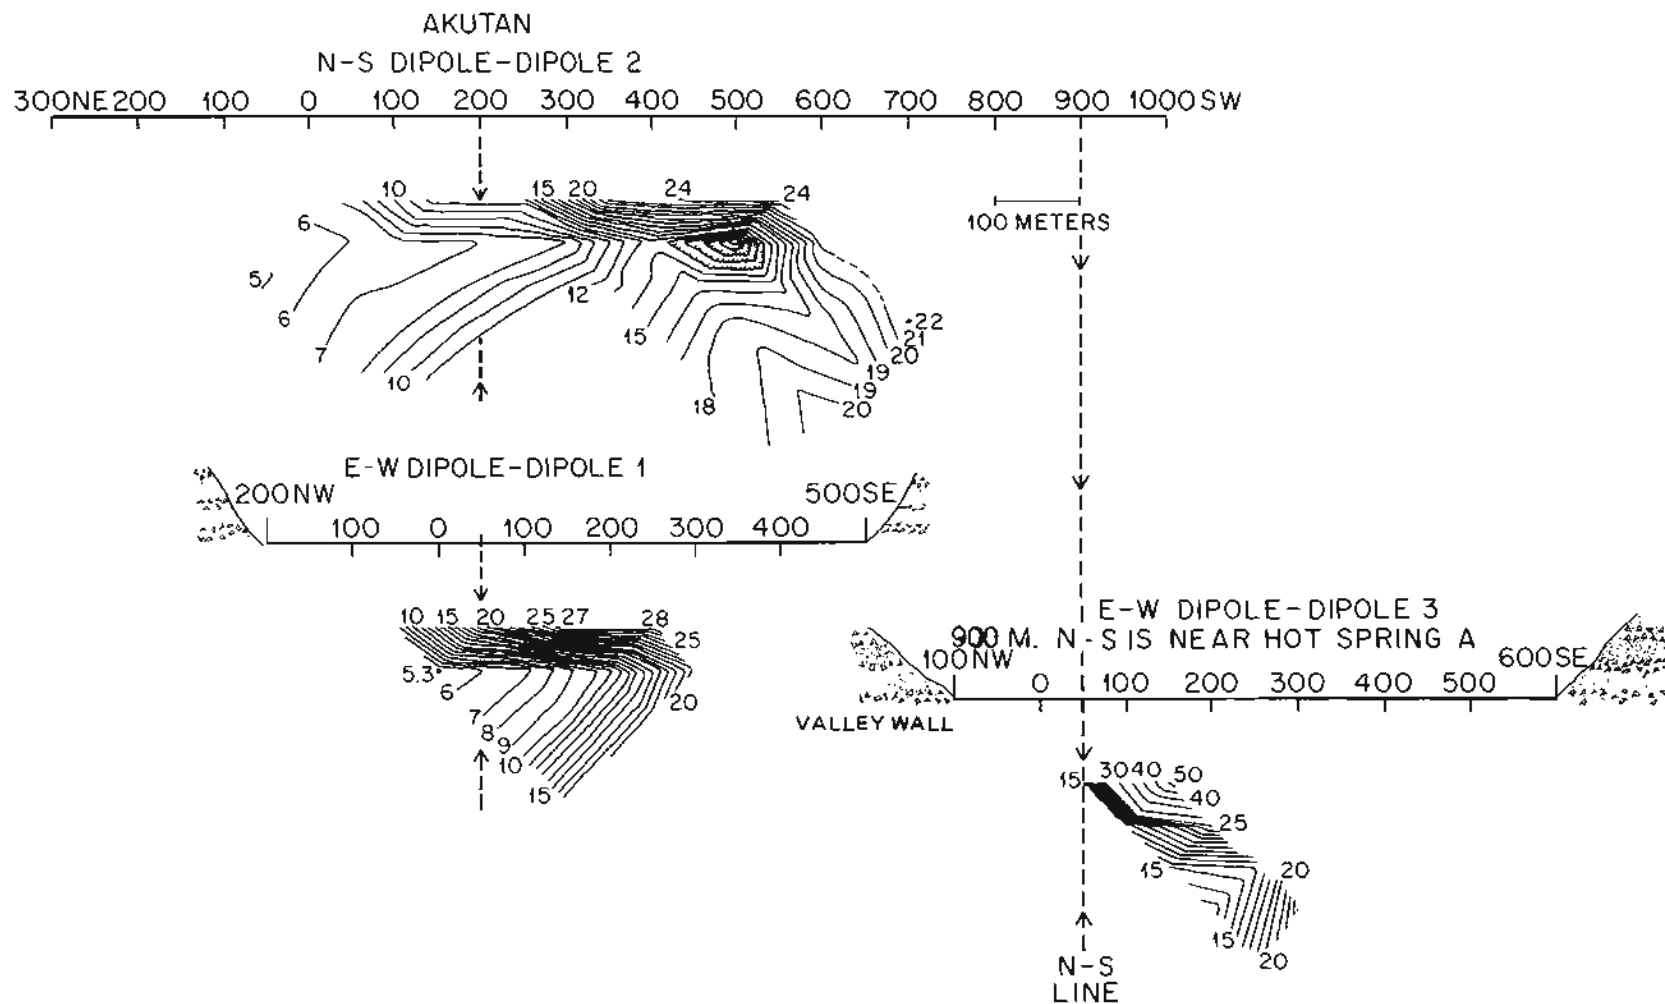 AKUTAN
N-S DIPOLE-DIPOLE 2
300NE 200 100 0 100 200 300 400 500 600 700 800 900 1000 SW
10 15 20 24 24
100 METERS
6
5
6
7
10
12
15
18
22
21
20
19
19
20
E-W DIPOLE-DIPOLE 1
200NW 500SE
100 0 100 200 300 400
10 15 20 25 27 28
25
5.3
6
7
8
9
10
15
20
E-W DIPOLE-DIPOLE 3
900 M. N-S IS NEAR HOT SPRING A
100NW 600SE
0 100 200 300 400 500
VALLEY WALL
15 30 40 50
40
25
15
20
15
20
N-S
LINE